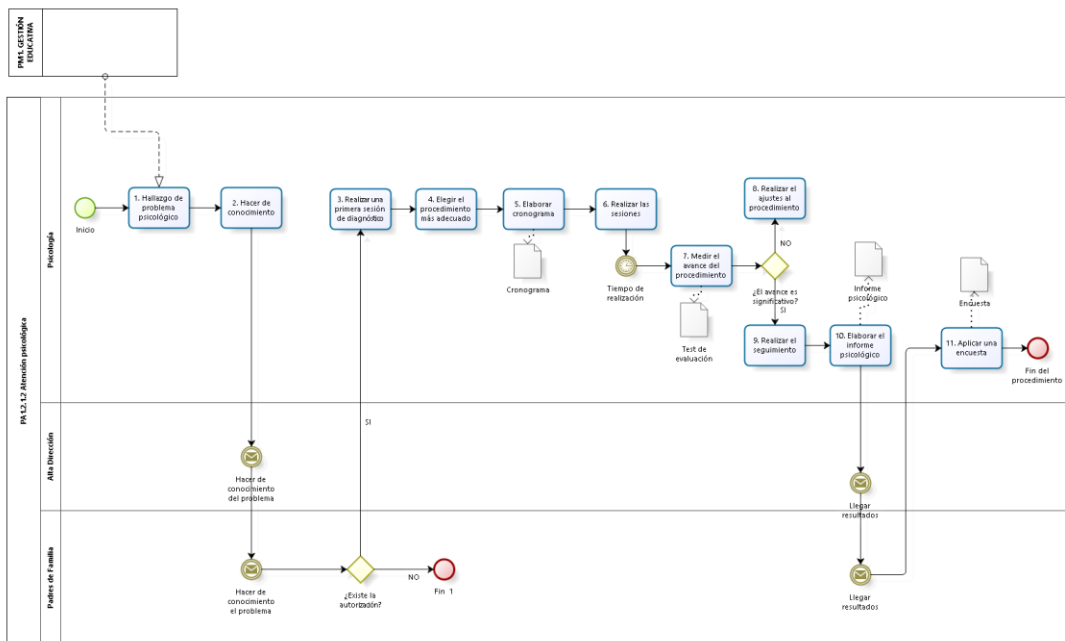 PM1. GESTIÓN
EDUCATIVA
PA1.2.1.2 Atención psicológica
Psicología
Inicio
1. Hallazgo de
problema
psicológico
2. Hacer de
conocimiento
3. Realizar una
primera sesión
de diagnóstico
4. Elegir el
procedimiento
más adecuado
5. Elaborar
cronograma
Cronograma
6. Realizar las
sesiones
Tiempo de
realización
7. Medir el
avance del
procedimiento
Test de
evaluación
8. Realizar el
ajustes al
procedimiento
NO
¿El avance es
significativo?
SI
9. Realizar el
seguimiento
10. Elaborar el
informe
psicológico
Informe
psicológico
Encuesta
11. Aplicar una
encuesta
Fin del
procedimiento
Alta Dirección
Hacer de
conocimiento
del problema
SI
Llegar
resultados
Padres de Familia
Hacer de
conocimiento
el problema
¿Existe la
autorización?
NO
Fin 1
Llegar
resultados